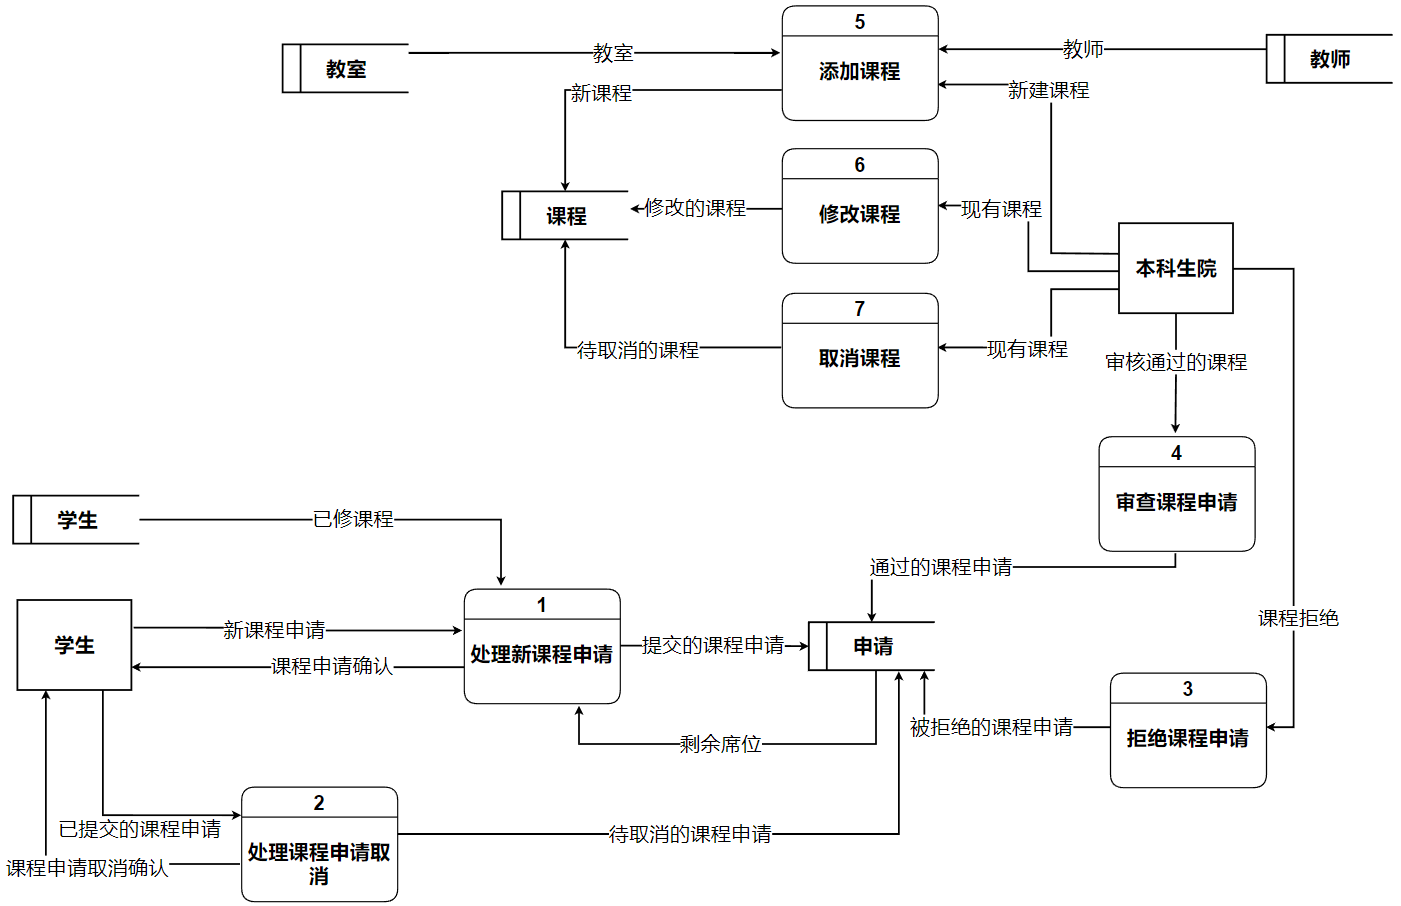 5
添加课程
教室
教室
教师
教师
新课程
新建课程
6
修改课程
课程
修改的课程
现有课程
本科生院
7
取消课程
待取消的课程
现有课程
审核通过的课程
4
审查课程申请
学生
已修课程
通过的课程申请
1
处理新课程申请
学生
新课程申请
课程申请确认
提交的课程申请
申请
课程拒绝
3
拒绝课程申请
被拒绝的课程申请
剩余席位
2
处理课程申请取
消
已提交的课程申请
待取消的课程申请
课程申请取消确认